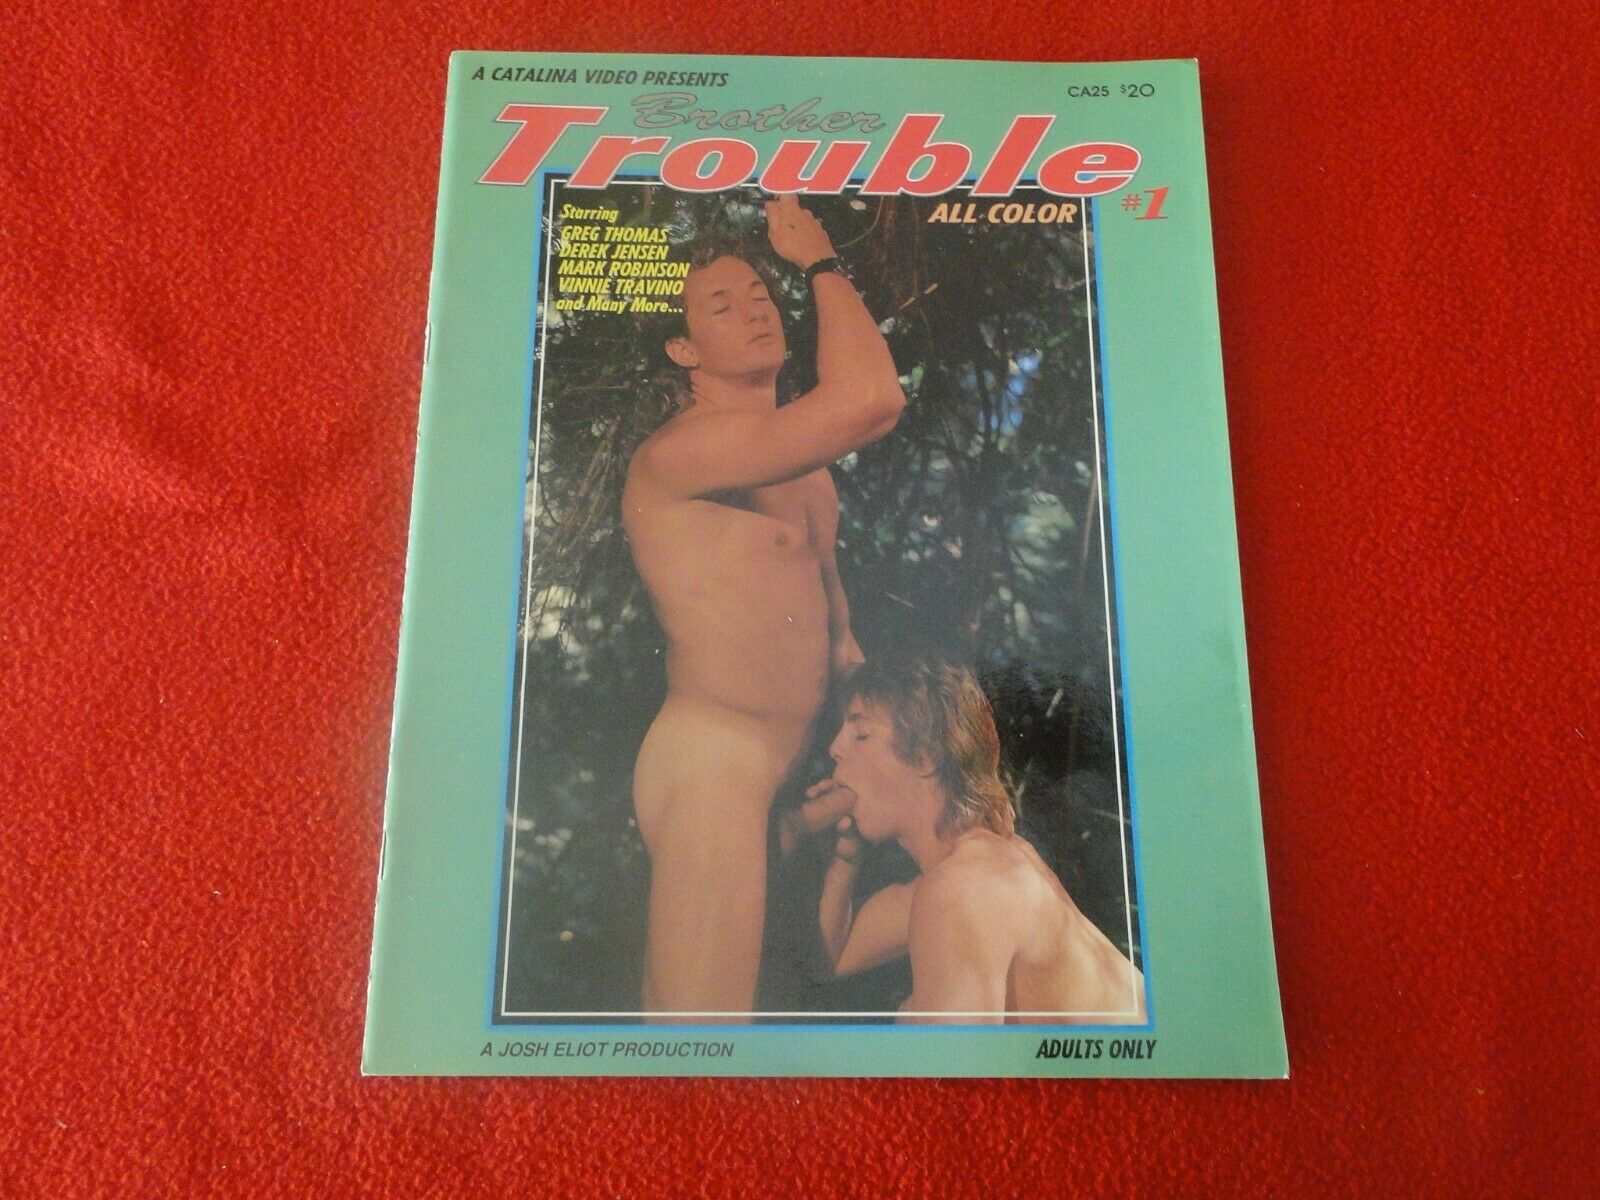 A CATALINA VIDEO PRESENTS
CA25 $20
Brother
Trouble
#1
ALL COLOR
Starring
GREG THOMAS
DEREK JENSEN
MARK ROBINSON
VINNIE TRAVINO
and Many More...
A JOSH ELIOT PRODUCTION
ADULTS ONLY